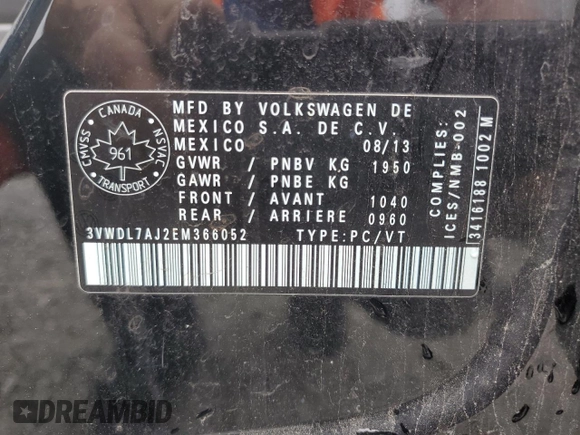 MFD BY VOLKSWAGEN DE
MEXICO S.A. DE C.V.
MEXICO 08/13
GVWR / PNBV KG 1950
GAWR / PNBE KG
FRONT / AVANT 1040
REAR / ARRIERE 0960
3VWDL7AJ2EM366052 TYPE:PC/VT
CANADA
CMVSS
NSVAC
961
TRANSPORT
COMPLIES:
ICES/NMB-002
3416188 1002 M
DREAMBID